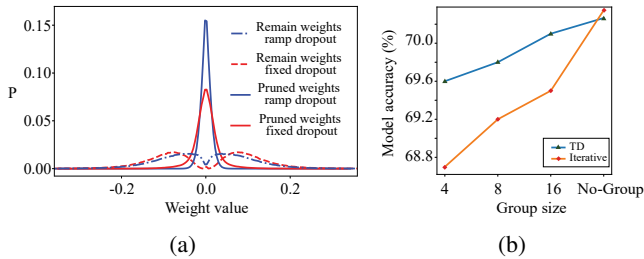 0.15
0.10
P
0.05
0.00
-0.2
0.0
0.2
Weight value
Remain weights
ramp dropout
Remain weights
fixed dropout
Pruned weights
ramp dropout
Pruned weights
fixed dropout
(a)
Model accuracy (%)
70.0
69.6
69.2
68.8
4
8
16
No-Group
Group size
TD
Iterative
(b)